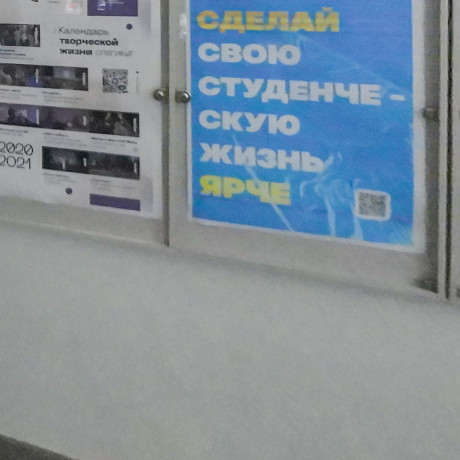 Календарь
творческой
жизни
2020
2021
СДЕЛАЙ
СВОЮ
СТУДЕНЧЕ -
СКУЮ
ЖИЗНЬ
ЯРЧЕ